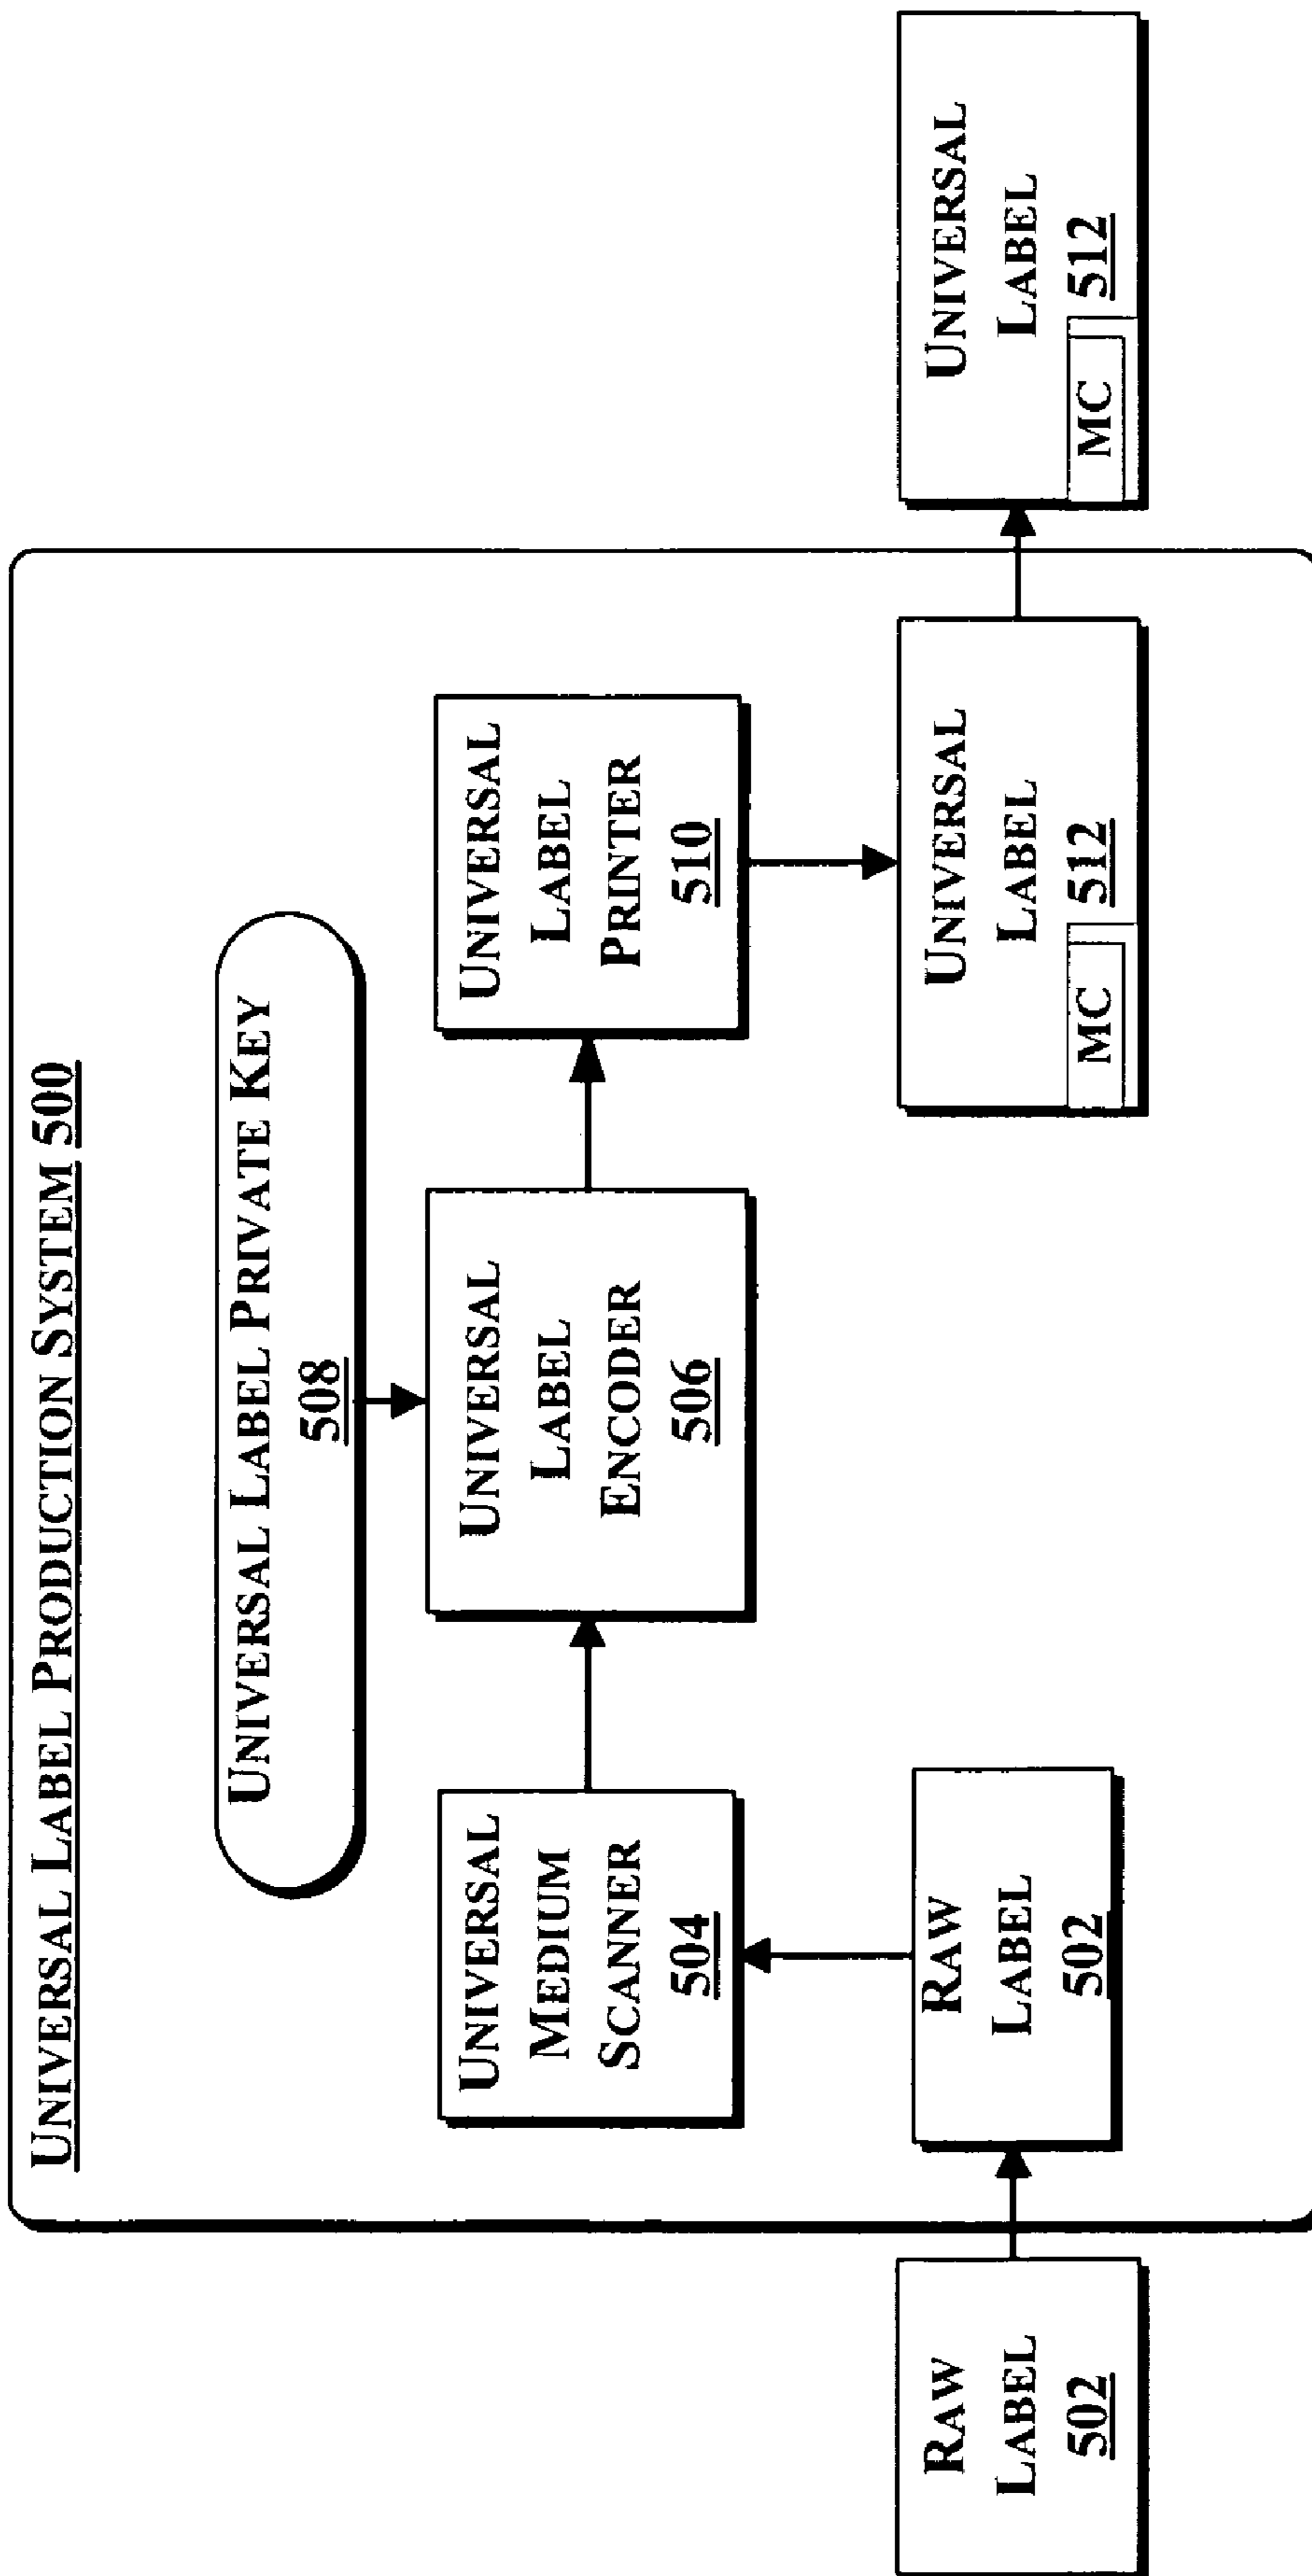 UNIVERSAL LABEL PRODUCTION SYSTEM 500
UNIVERSAL LABEL PRIVATE KEY
508
UNIVERSAL
MEDIUM
SCANNER
504
UNIVERSAL
LABEL
ENCODER
506
UNIVERSAL
LABEL
PRINTER
510
RAW
LABEL
502
RAW
LABEL
502
UNIVERSAL
LABEL
512
MC
UNIVERSAL
LABEL
512
MC